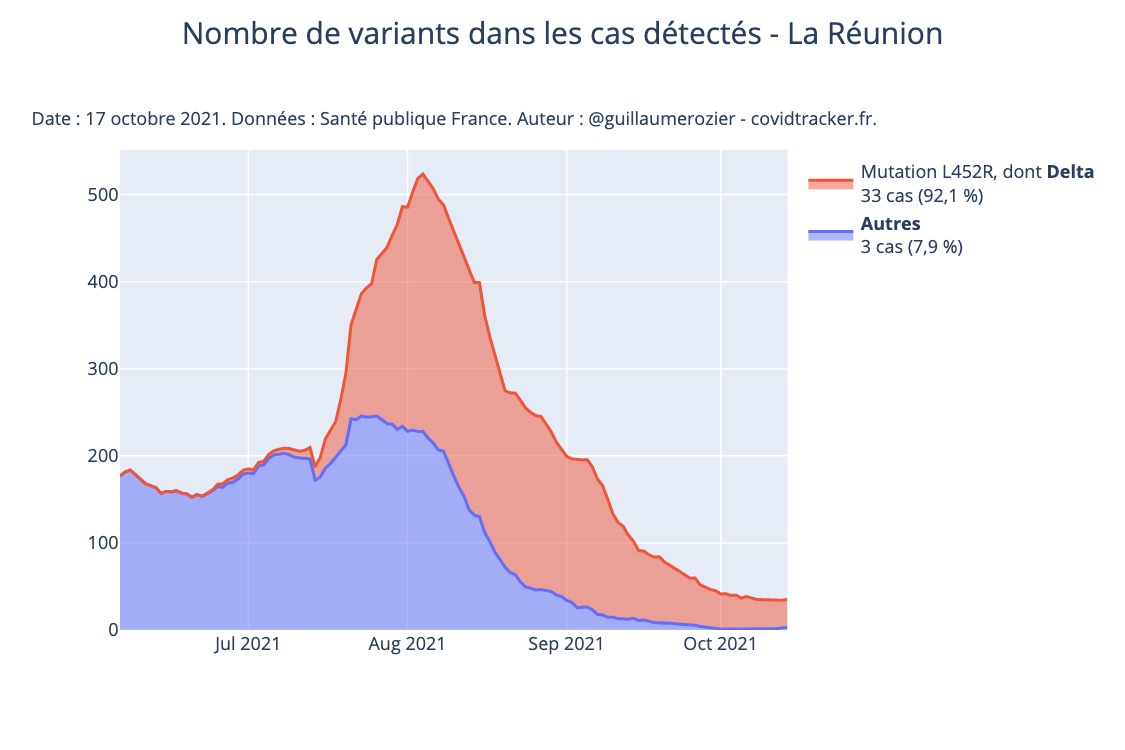 Nombre de variants dans les cas détectés - La Réunion
Date : 17 octobre 2021. Données : Santé publique France. Auteur : @guillaumerozier - covidtracker.fr.
Mutation L452R, dont Delta
33 cas (92,1 %)
Autres
3 cas (7,9 %)
500
400
300
200
100
0
Jul 2021
Aug 2021
Sep 2021
Oct 2021